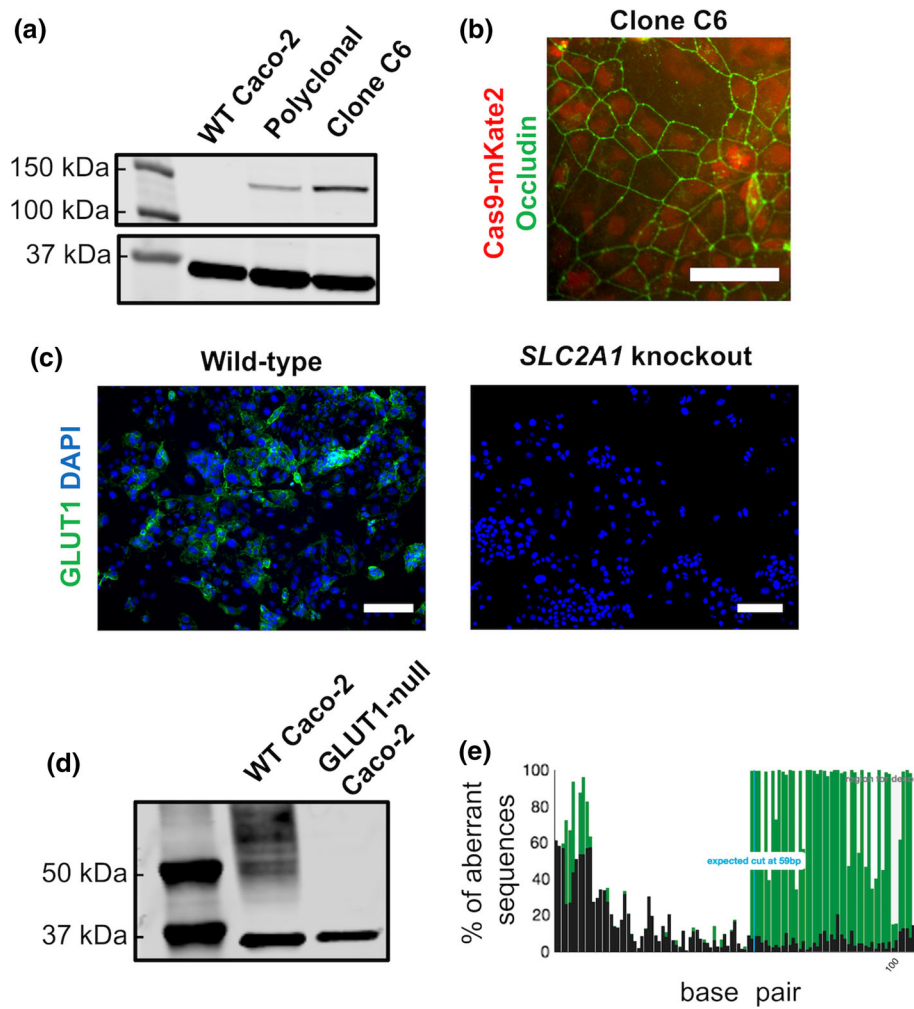 (a)
WT Caco-2
Polyclonal
Clone C6
150 kDa
100 kDa
37 kDa
(b)
Clone C6
Cas9-mKate2
Occludin
(c)
Wild-type
SLC2A1 knockout
GLUT1 DAPI
(d)
WT Caco-2
GLUT1-null
Caco-2
50 kDa
37 kDa
(e)
% of aberrant
sequences
100
80
60
40
20
0
expected cut at 59bp
100
base pair